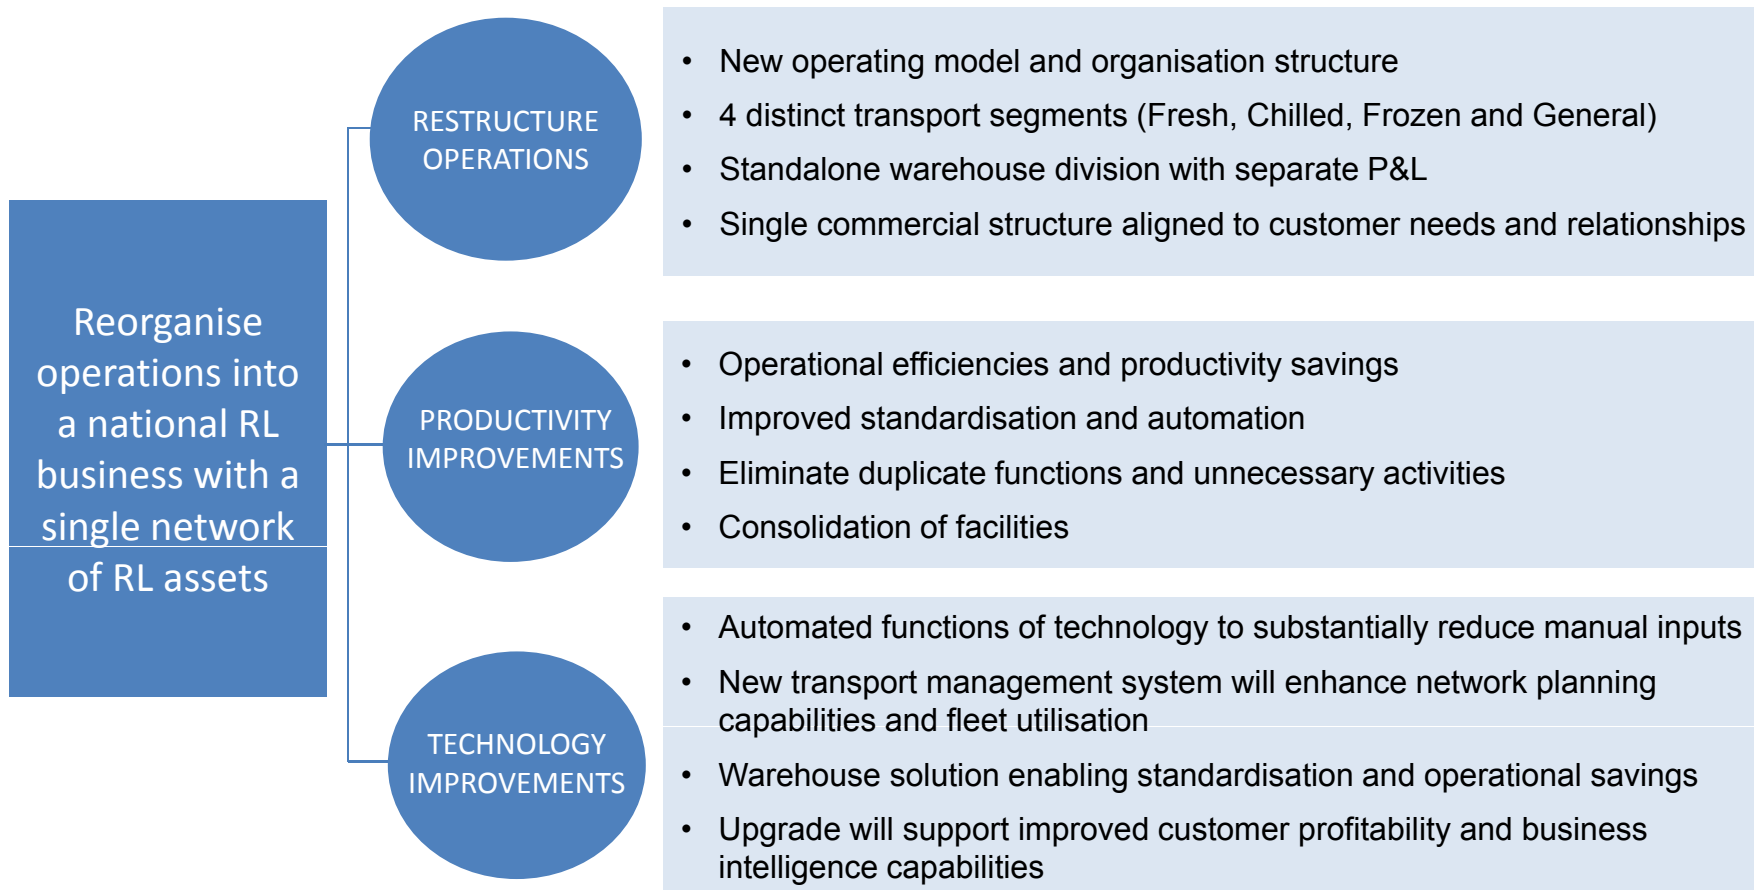 Reorganise
operations into
a national RL
business with a
single network
of RL assets
RESTRUCTURE
OPERATIONS
• New operating model and organisation structure
• 4 distinct transport segments (Fresh, Chilled, Frozen and General)
• Standalone warehouse division with separate P&L
• Single commercial structure aligned to customer needs and relationships
PRODUCTIVITY
IMPROVEMENTS
• Operational efficiencies and productivity savings
• Improved standardisation and automation
• Eliminate duplicate functions and unnecessary activities
• Consolidation of facilities
TECHNOLOGY
IMPROVEMENTS
• Automated functions of technology to substantially reduce manual inputs
• New transport management system will enhance network planning
capabilities and fleet utilisation
• Warehouse solution enabling standardisation and operational savings
• Upgrade will support improved customer profitability and business
intelligence capabilities